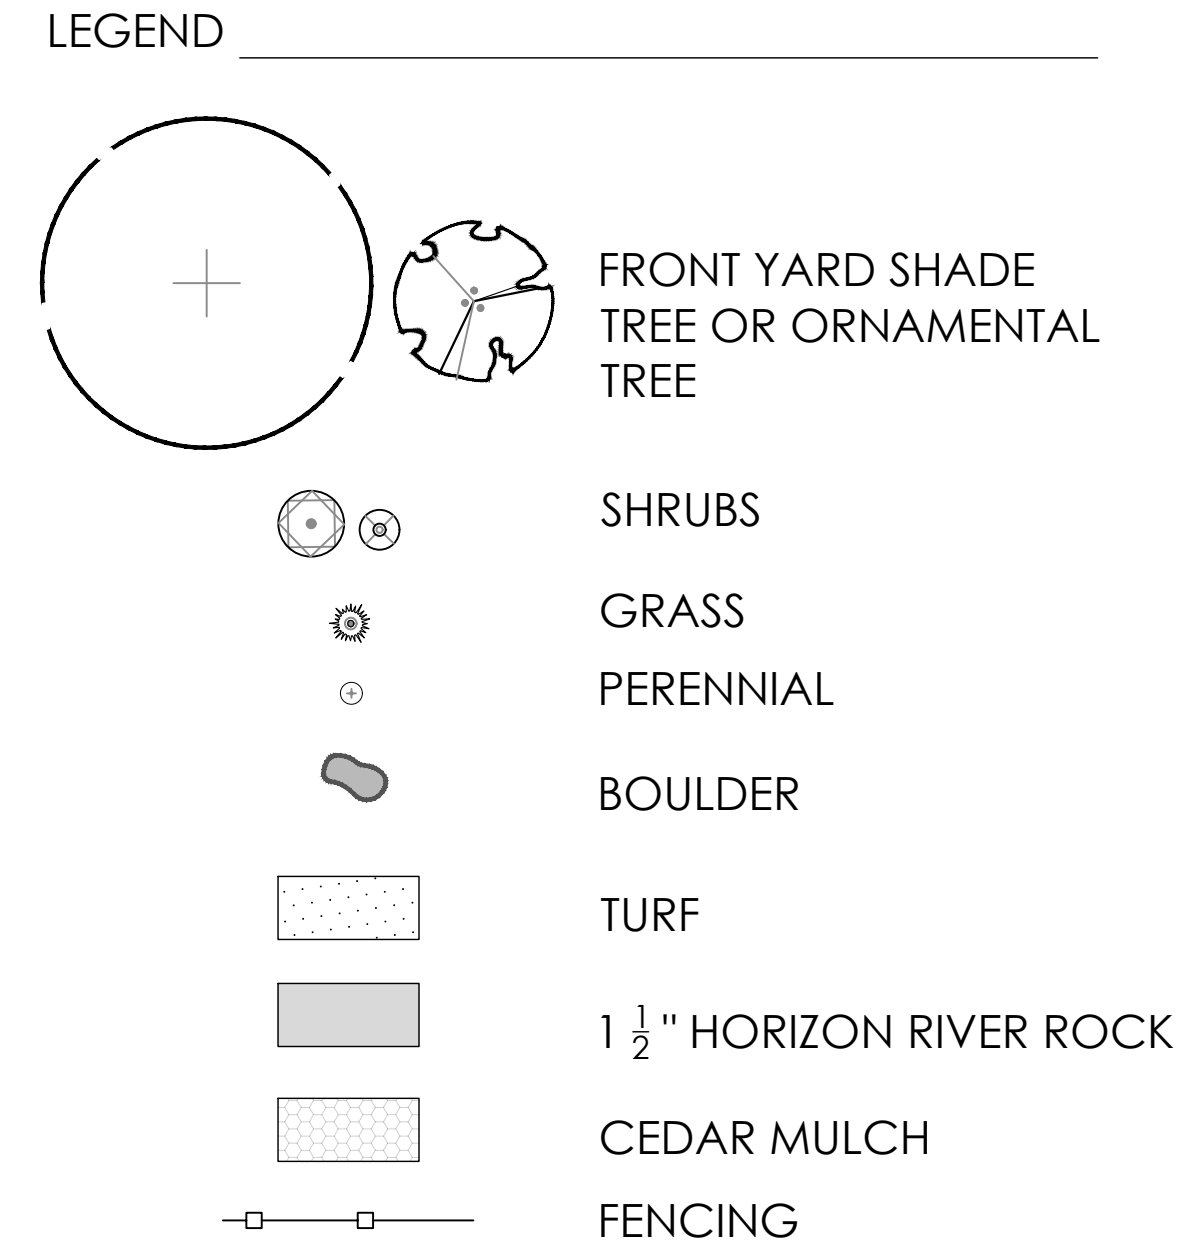 LEGEND
FRONT YARD SHADE
TREE OR ORNAMENTAL
TREE
SHRUBS
GRASS
PERENNIAL
BOULDER
TURF
1 1/2" HORIZON RIVER ROCK
CEDAR MULCH
FENCING